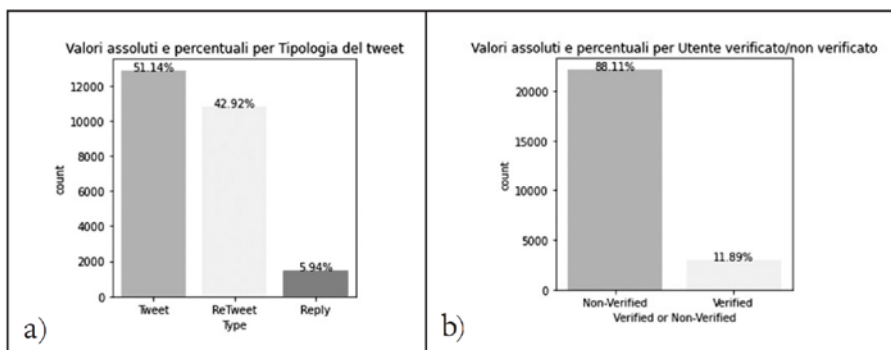 Valori assoluti e percentuali per Tipologia del tweet
51.14%
42.92%
5.94%
12000
10000
8000
6000
4000
2000
0
count
Tweet ReTweet Reply
Type
a)
Valori assoluti e percentuali per Utente verificato/non verificato
88.11%
11.89%
20000
15000
10000
5000
0
count
Non-Verified Verified
Verified or Non-Verified
b)